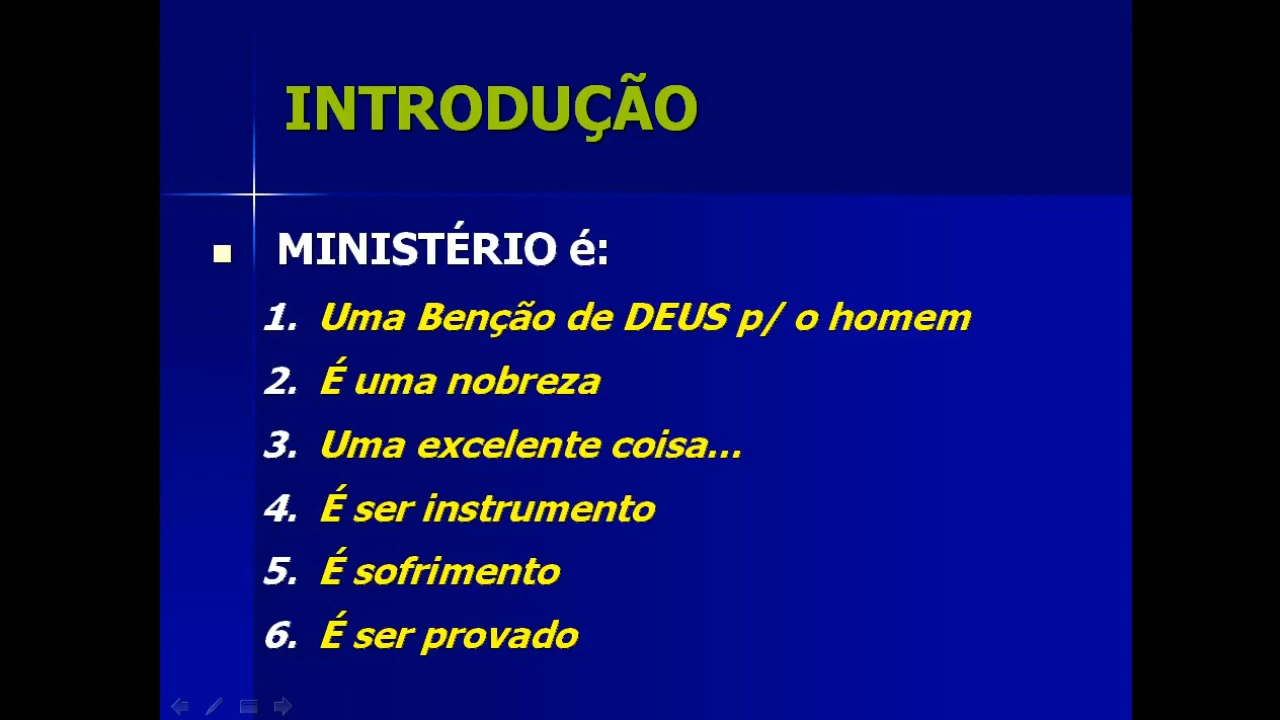 INTRODUÇÃO
MINISTÉRIO é:
1. Uma Benção de DEUS p/ o homem
2. É uma nobreza
3. Uma excelente coisa...
4. É ser instrumento
5. É sofrimento
6. É ser provado